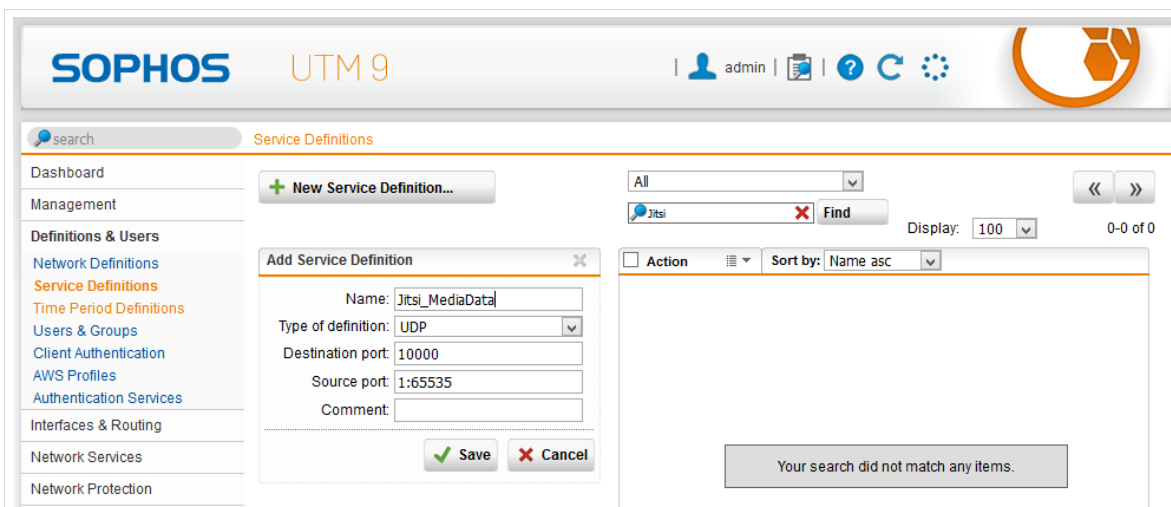 SOPHOS UTM 9 | admin | |
search
Service Definitions
Dashboard
Management
Definitions & Users
Network Definitions
Service Definitions
Time Period Definitions
Users & Groups
Client Authentication
AWS Profiles
Authentication Services
Interfaces & Routing
Network Services
Network Protection
+ New Service Definition...
All
Jitsi Find
Display: 100 0-0 of 0
Add Service Definition
Name: Jitsi_MediaData
Type of definition: UDP
Destination port: 10000
Source port: 1:65535
Comment:
Save Cancel
Action Sort by: Name asc
Your search did not match any items.